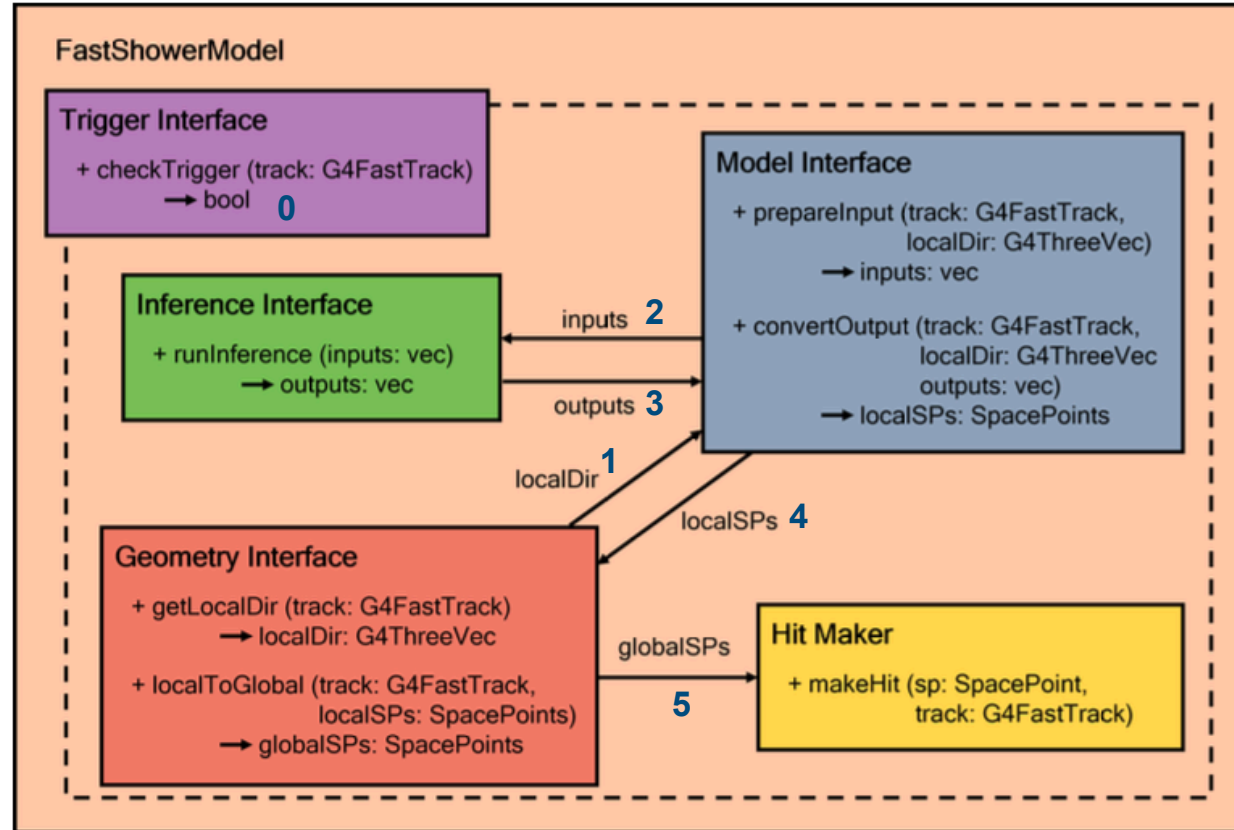 FastShowerModel
Trigger Interface
+ checkTrigger (track: G4FastTrack)
→ bool 0
Model Interface
+ prepareInput (track: G4FastTrack,
localDir: G4ThreeVec)
→ inputs: vec
+ convertOutput (track: G4FastTrack,
localDir: G4ThreeVec
outputs: vec)
→ localSPs: SpacePoints
Inference Interface
+ runInference (inputs: vec)
→ outputs: vec
inputs 2
outputs 3
localDir 1
localSPs 4
Geometry Interface
+ getLocalDir (track: G4FastTrack)
→ localDir: G4ThreeVec
+ localToGlobal (track: G4FastTrack,
localSPs: SpacePoints)
→ globalSPs: SpacePoints
globalSPs
5
Hit Maker
+ makeHit (sp: SpacePoint,
track: G4FastTrack)